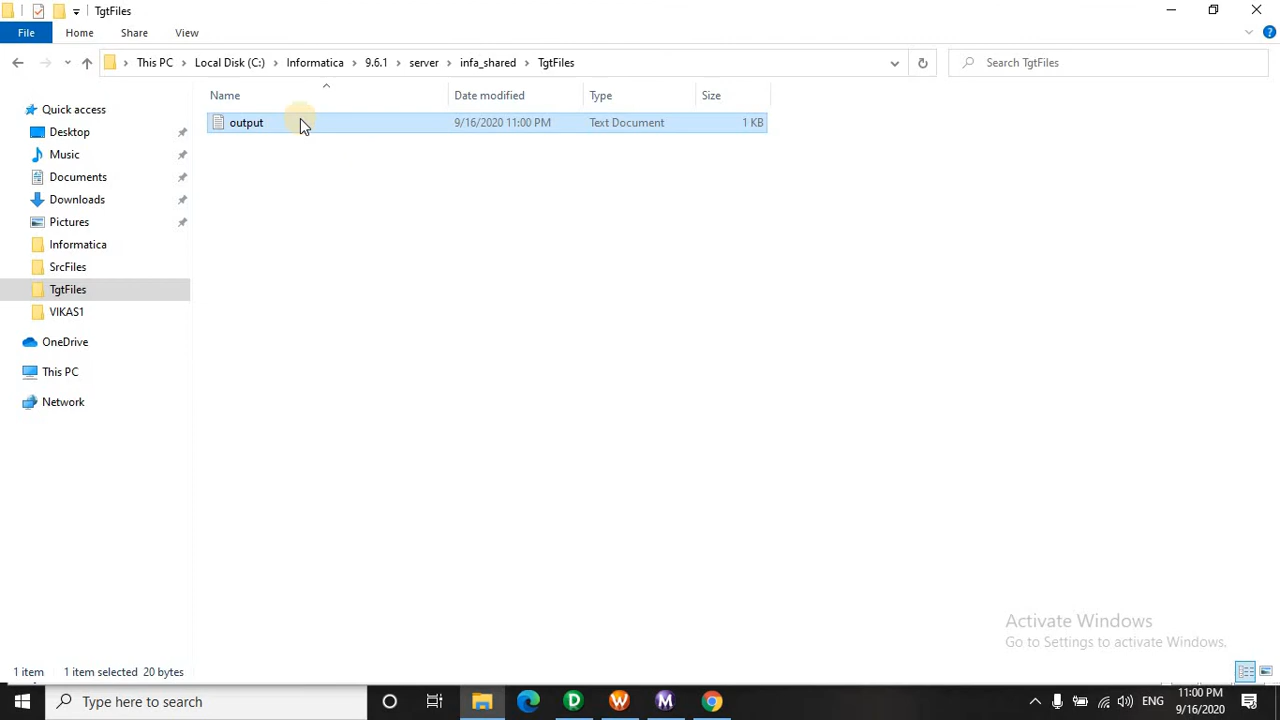 TgtFiles
File Home Share View
This PC Local Disk (C:) Informatica 9.6.1 server infa_shared TgtFiles
Search TgtFiles
Name Date modified Type Size
output 9/16/2020 11:00 PM Text Document 1 KB
Quick access
Desktop
Music
Documents
Downloads
Pictures
Informatica
SrcFiles
TgtFiles
VIKAS1
OneDrive
This PC
Network
Activate Windows
Go to Settings to activate Windows.
1 item 1 item selected 20 bytes
Type here to search
D
W
M
ENG
11:00 PM
9/16/2020